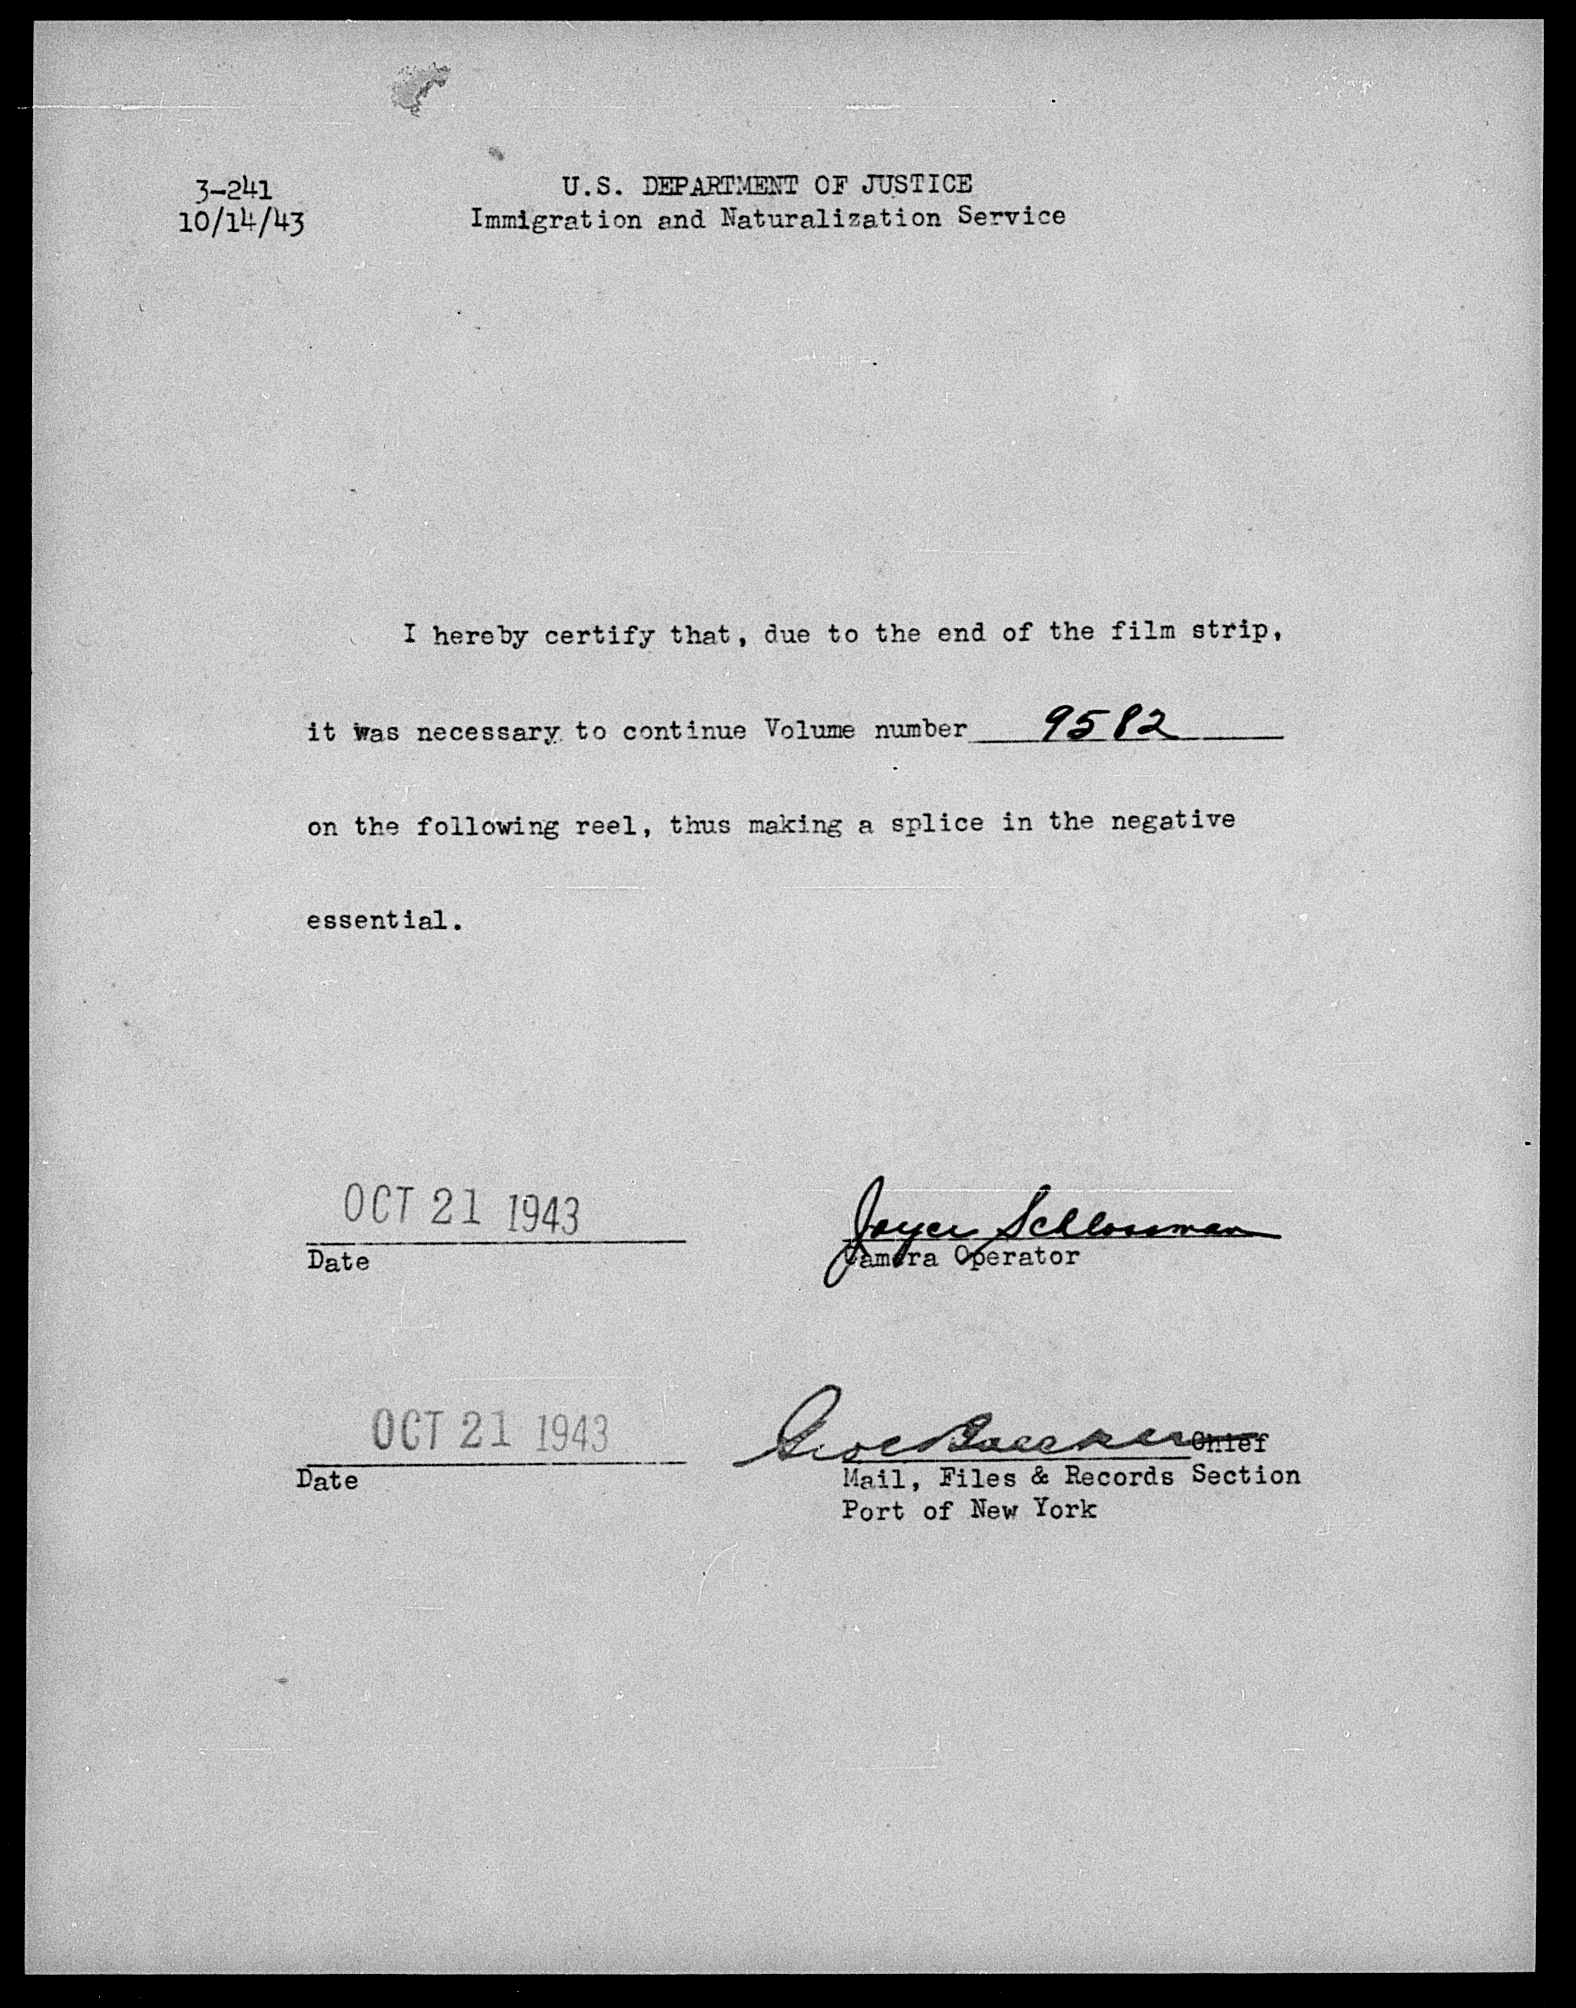 3-241
10/14/43
U.S. DEPARTMENT OF JUSTICE
Immigration and Naturalization Service
I hereby certify that, due to the end of the film strip,
it was necessary to continue Volume number 9582
on the following reel, thus making a splice in the negative
essential.
OCT 21 1943
Date
Joyce Schlossman
Camera Operator
OCT 21 1943
Date
Chief
Mail, Files & Records Section
Port of New York